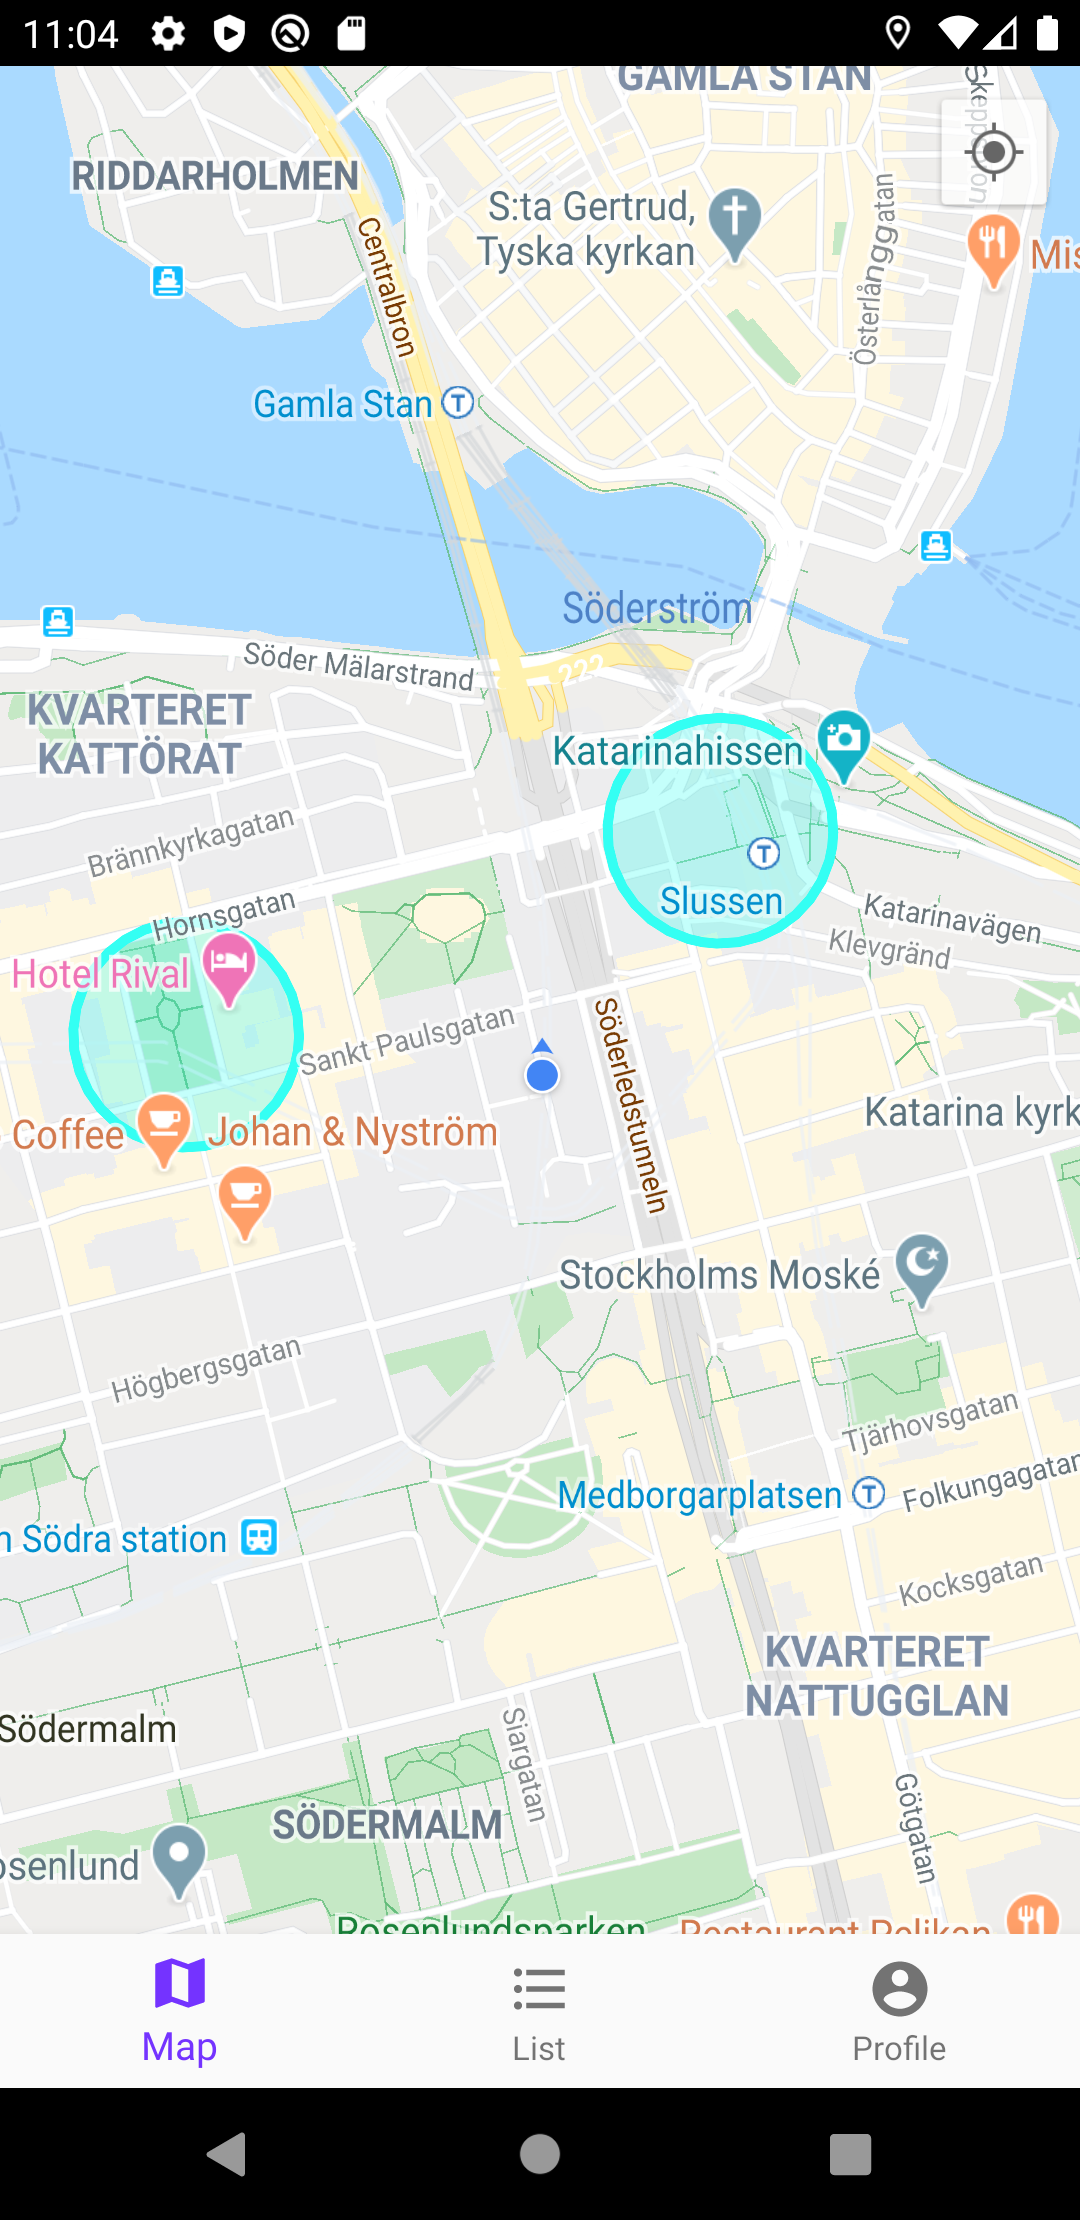 11:04
GAMLA STAN
RIDDARHOLMEN
S:ta Gertrud,
Tyska kyrkan
Centralbron
Österlånggatan
Mis
Gamla Stan
T
Söderström
222
Söder Mälarstrand
KVARTERET
KATTÖRAT
Katarinahissen
Brännkyrkagatan
T
Slussen
Hornsgatan
Katarinavägen
Klevgränd
Hotel Rival
Sankt Paulsgatan
Söderledstunneln
Coffee
Johan & Nyström
Katarina kyrk
Stockholms Moské
Högbergsgatan
Tjärhovsgatan
Medborgarplatsen
T
Folkungagatan
n Södra station
Kocksgatan
KVARTERET
NATTUGGLAN
Södermalm
Siargatan
Götgatan
SÖDERMALM
osenlund
Rosenlundsparken
Restaurant Pelikan
Map
List
Profile